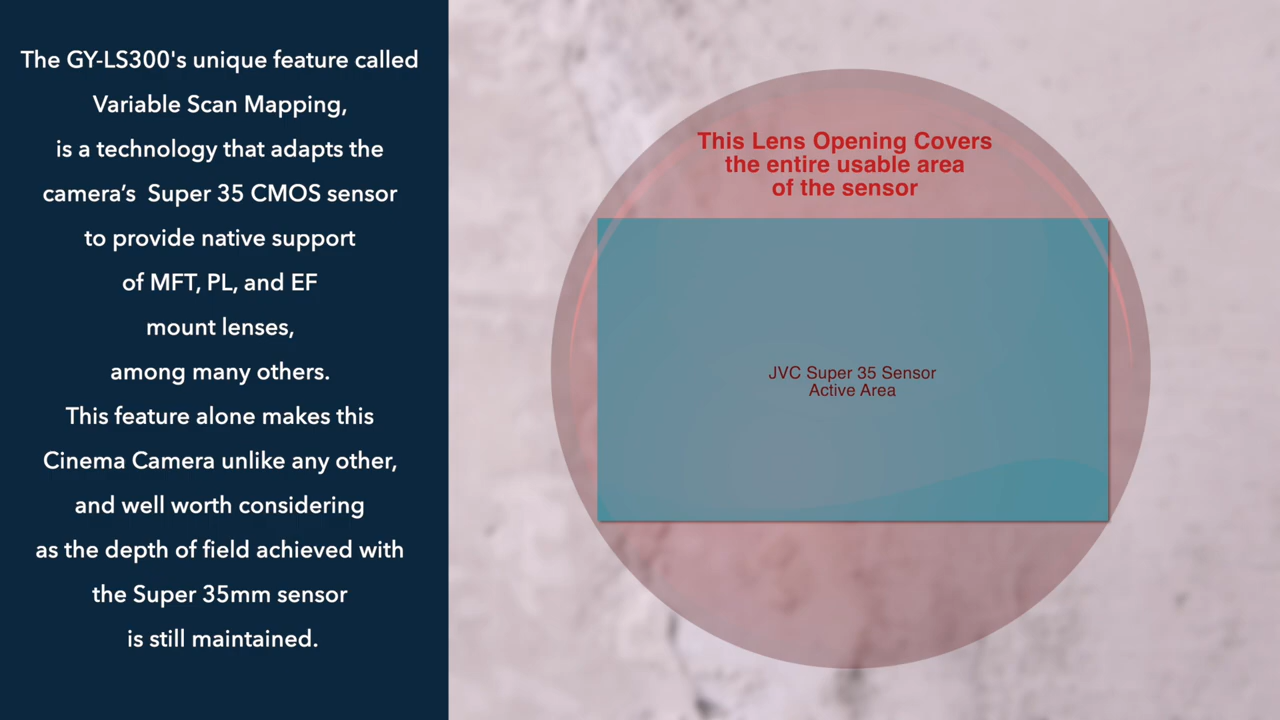 The GY-LS300's unique feature called
Variable Scan Mapping,
is a technology that adapts the
camera’s  Super 35 CMOS sensor
to provide native support
of MFT, PL, and EF
mount lenses,
among many others.
This feature alone makes this
Cinema Camera unlike any other,
and well worth considering
as the depth of field achieved with
the Super 35mm sensor
is still maintained.
This Lens Opening Covers
the entire usable area
of the sensor
JVC Super 35 Sensor
Active Area